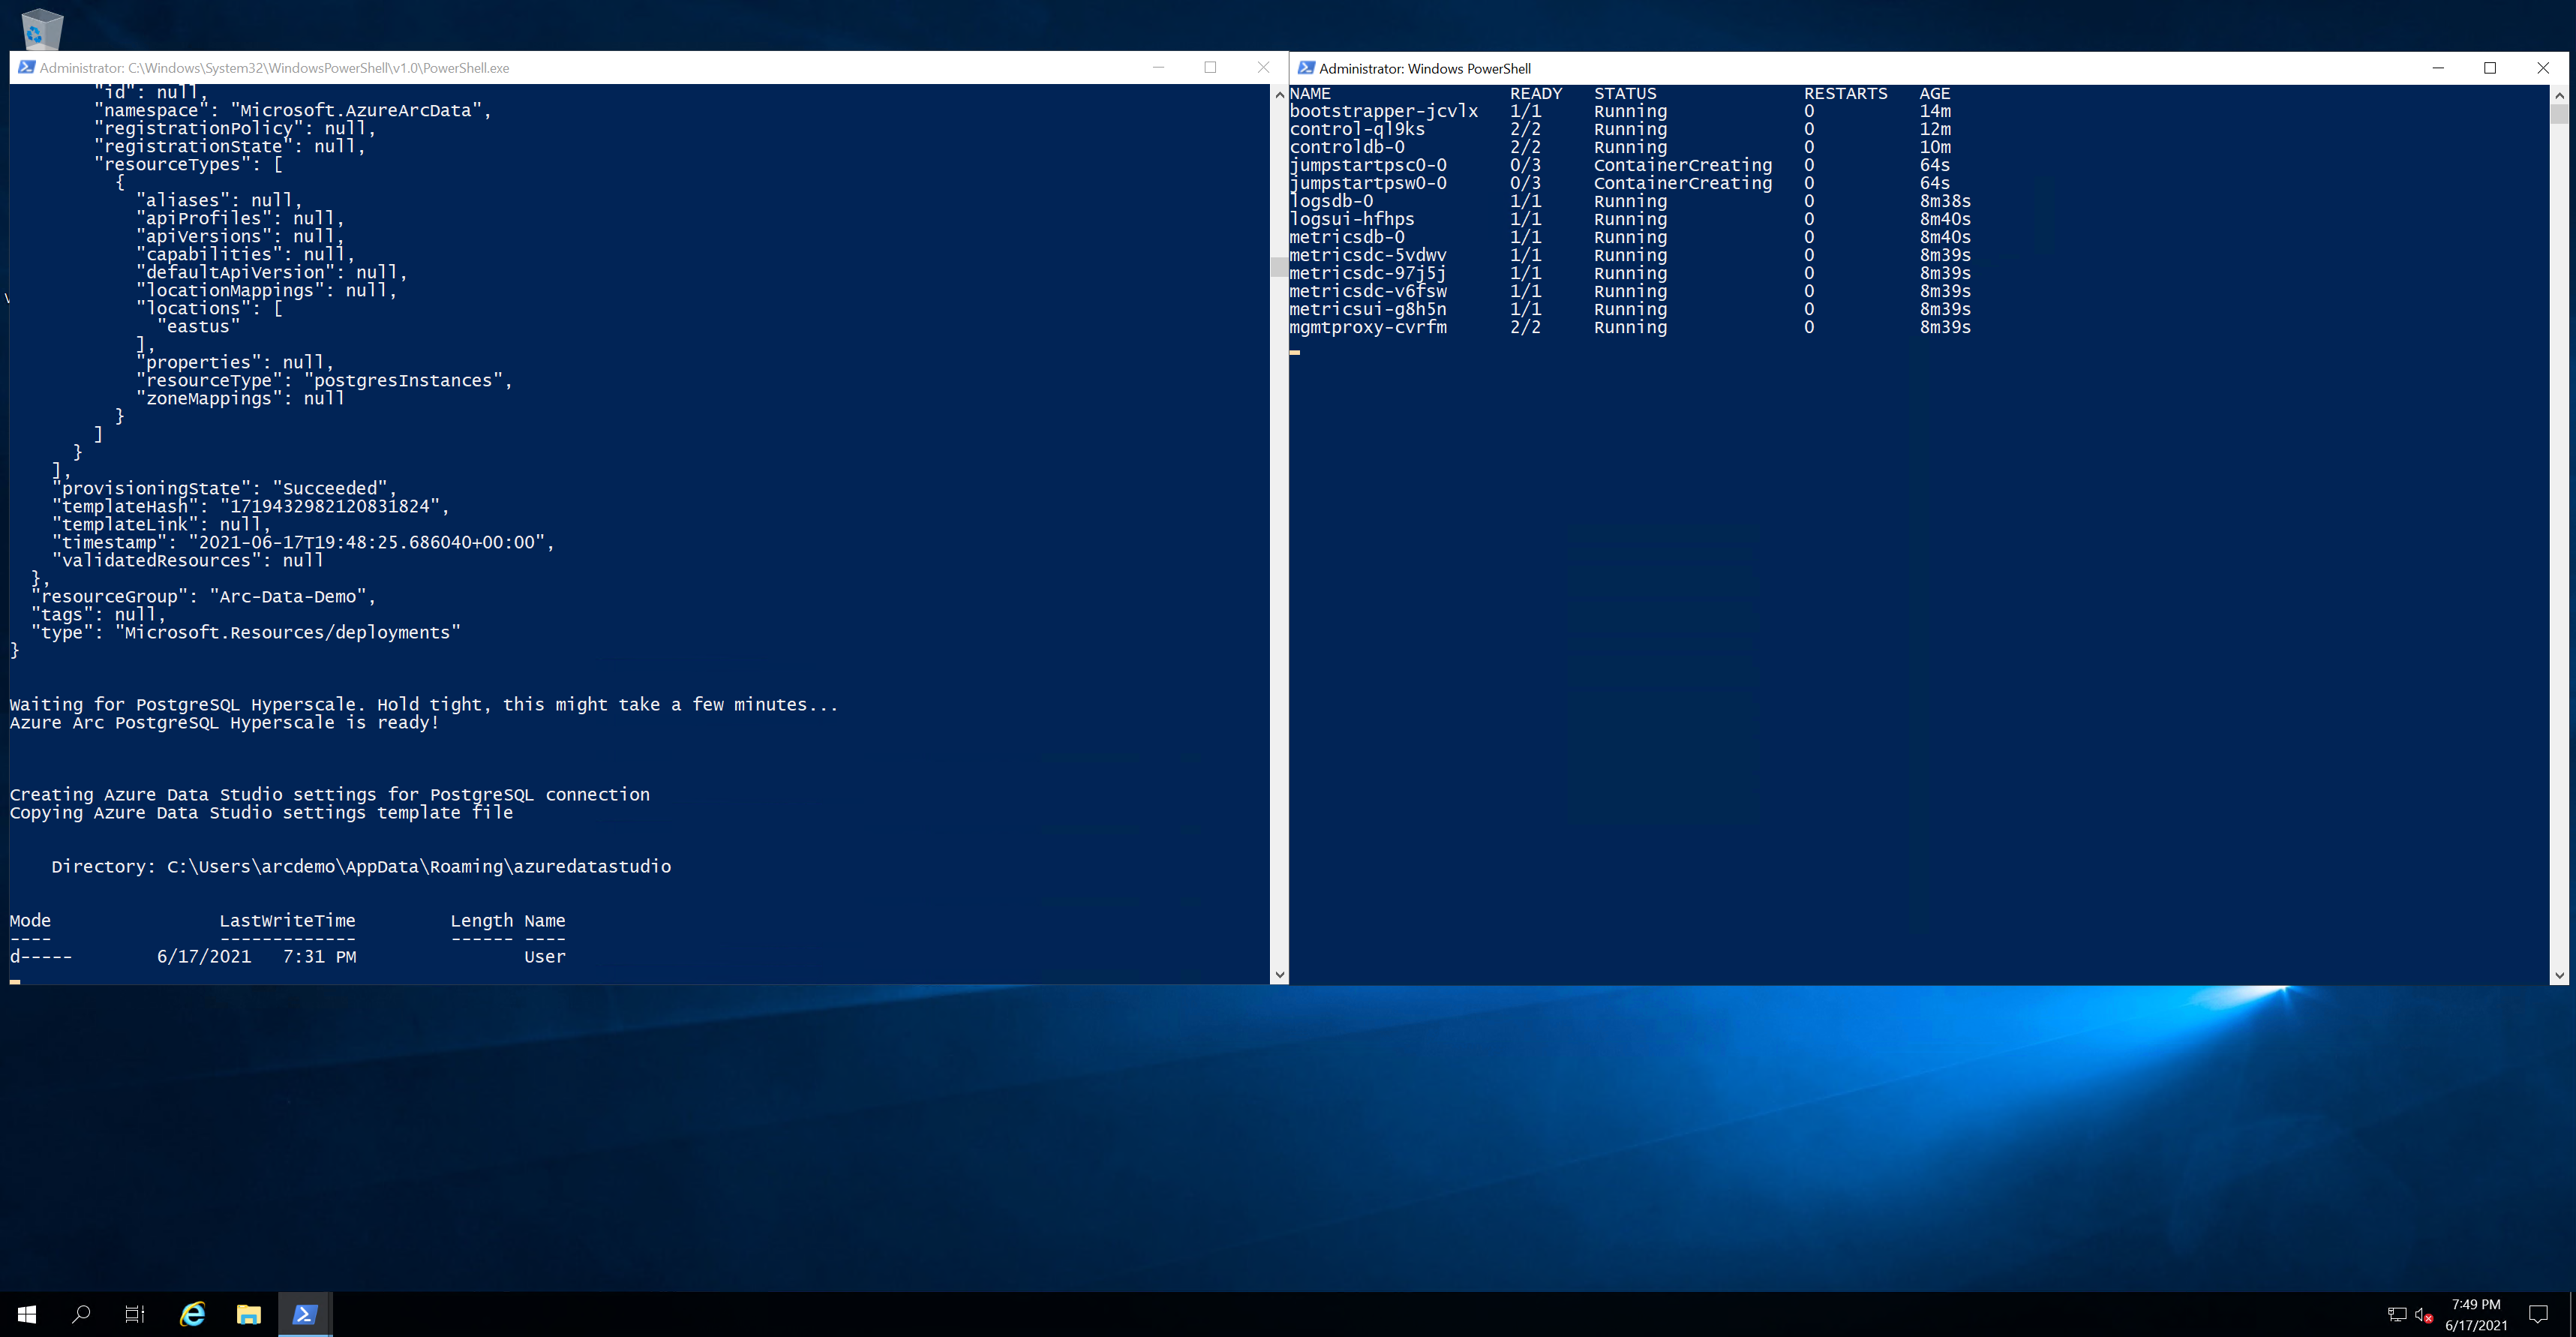 Administrator: C:\Windows\System32\WindowsPowerShell\v1.0\PowerShell.exe
"id": null,
"namespace": "Microsoft.AzureArcData",
"registrationPolicy": null,
"registrationState": null,
"resourceTypes": [
{
"aliases": null,
"apiProfiles": null,
"apiVersions": null,
"capabilities": null,
"defaultApiVersion": null,
"locationMappings": null,
"locations": [
"eastus"
],
"properties": null,
"resourceType": "postgresInstances",
"zoneMappings": null
}
]
}
],
"provisioningState": "Succeeded",
"templateHash": "1719432982120831824",
"templateLink": null,
"timestamp": "2021-06-17T19:48:25.686040+00:00",
"validatedResources": null
},
"resourceGroup": "Arc-Data-Demo",
"tags": null,
"type": "Microsoft.Resources/deployments"
}
Waiting for PostgreSQL Hyperscale. Hold tight, this might take a few minutes...
Azure Arc PostgreSQL Hyperscale is ready!
Creating Azure Data Studio settings for PostgreSQL connection
Copying Azure Data Studio settings template file
Directory: C:\Users\arcdemo\AppData\Roaming\azuredatastudio
Mode LastWriteTime Length Name
---- ------------- ------ ----
d----- 6/17/2021 7:31 PM User
Administrator: Windows PowerShell
NAME READY STATUS RESTARTS AGE
bootstrapper-jcvlx 1/1 Running 0 14m
control-ql9ks 2/2 Running 0 12m
controldb-0 2/2 Running 0 10m
jumpstartpsc0-0 0/3 ContainerCreating 0 64s
jumpstartpsw0-0 0/3 ContainerCreating 0 64s
logsdb-0 1/1 Running 0 8m38s
logsui-hfhps 1/1 Running 0 8m40s
metricsdb-0 1/1 Running 0 8m40s
metricsdc-5vdwv 1/1 Running 0 8m39s
metricsdc-97j5j 1/1 Running 0 8m39s
metricsdc-v6fsw 1/1 Running 0 8m39s
metricsui-g8h5n 1/1 Running 0 8m39s
mgmtproxy-cvrfm 2/2 Running 0 8m39s
7:49 PM
6/17/2021